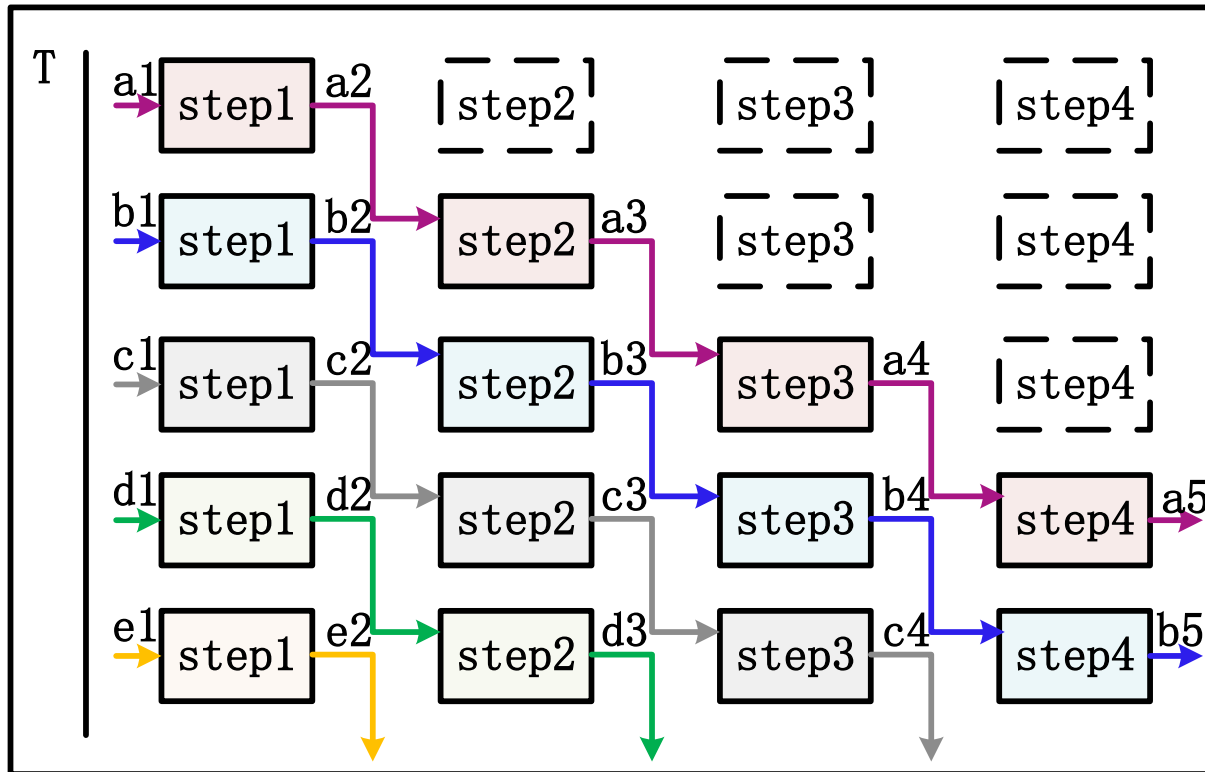 T
a1 step1 a2 step2 step3 step4
b1 step1 b2 step2 a3 step3 step4
c1 step1 c2 step2 b3 step3 a4 step4
d1 step1 d2 step2 c3 step3 b4 step4 a5
e1 step1 e2 step2 d3 step3 c4 step4 b5